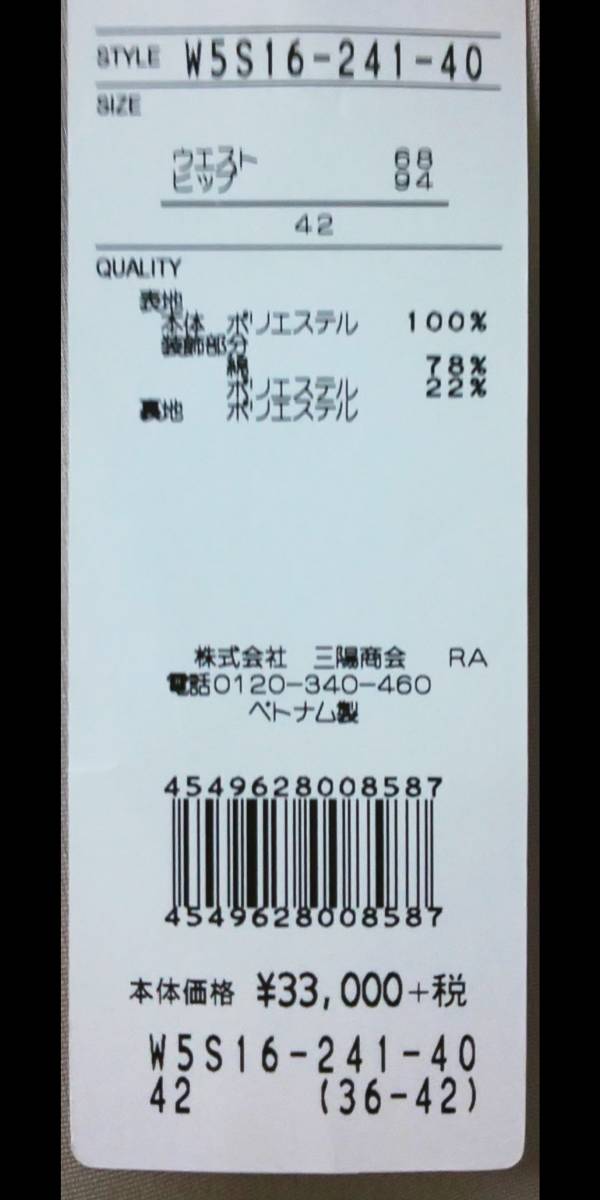 STYLE W5S16-241-40
SIZE
ウエスト 68
ヒップ 94
42
QUALITY
表地
本体 ポリエステル 100%
装飾部分
綿 78%
ポリエステル 22%
裏地 ポリエステル
株式会社 三陽商会 RA
電話0120-340-460
ベトナム製
4549628008587
4549628008587
本体価格 ¥33,000+税
W5S16-241-40
42 (36-42)